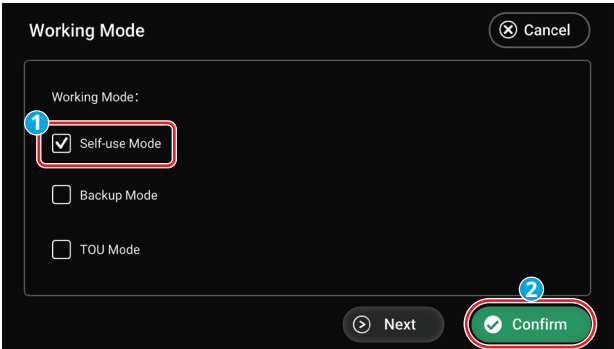 Working Mode
Cancel
Working Mode:
1
Self-use Mode
Backup Mode
TOU Mode
2
Next
Confirm